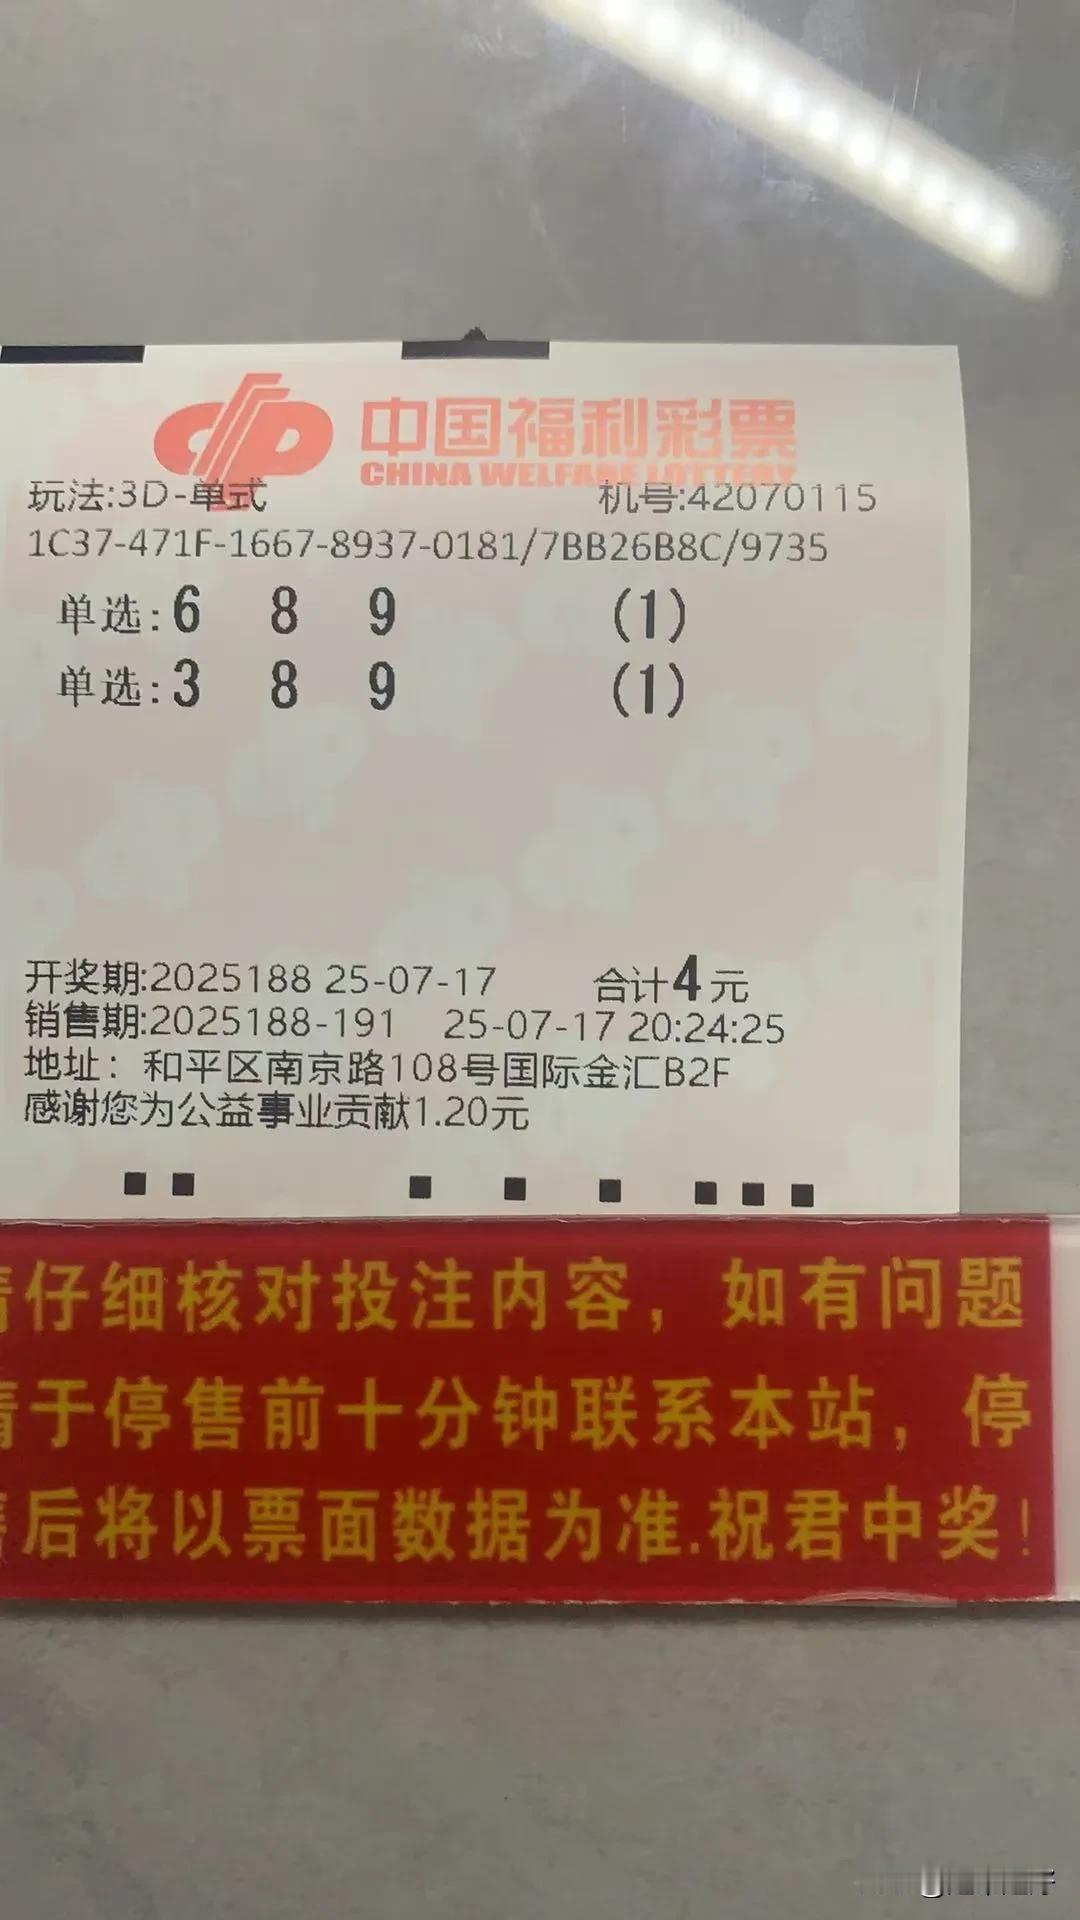 中国福利彩票
CHINA WELFARE LOTTERY
玩法:3D-单式 机号:42070115
1C37-471F-1667-8937-0181/7BB26B8C/9735
单选:6 8 9 (1)
单选:3 8 9 (1)
开奖期:2025188 25-07-17 合计4元
销售期:2025188-191 25-07-17 20:24:25
地址：和平区南京路108号国际金汇B2F
感谢您为公益事业贡献1.20元
仔细核对投注内容，如有问题
于停售前十分钟联系本站，停
后将以票面数据为准.祝君中奖!